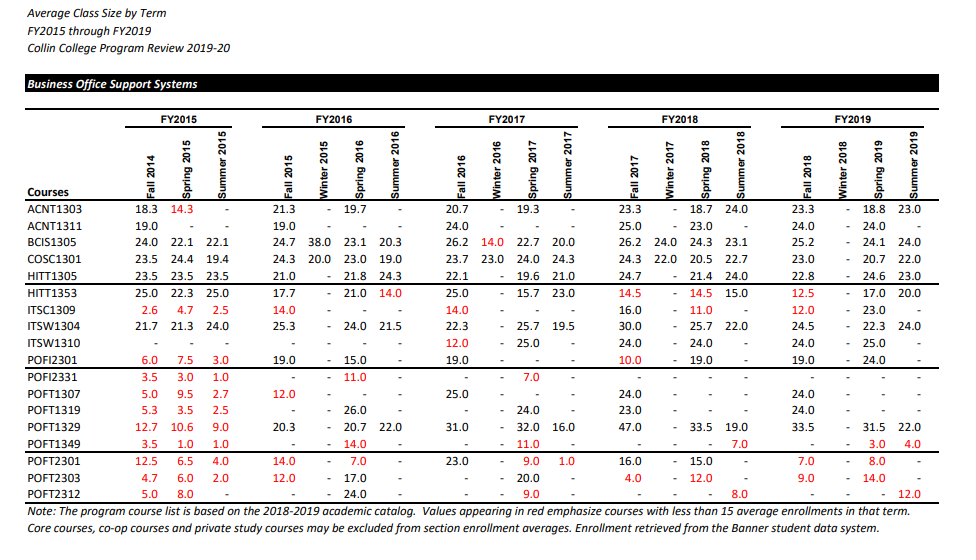 Average Class Size by Term
FY2015 through FY2019
Collin College Program Review 2019-20
Business Office Support Systems
FY2015 FY2016 FY2017 FY2018 FY2019
Courses Fall 2014 Spring 2015 Summer 2015 Fall 2015 Winter 2015 Spring 2016 Summer 2016 Fall 2016 Winter 2016 Spring 2017 Summer 2017 Fall 2017 Winter 2017 Spring 2018 Summer 2018 Fall 2018 Winter 2018 Spring 2019 Summer 2019
ACNT1303 18.3 14.3 - 21.3 - 19.7 - 20.7 - 19.3 - 23.3 - 18.7 24.0 23.3 - 18.8 23.0
ACNT1311 19.0 - - 19.0 - - - 24.0 - - - 25.0 - 23.0 - 24.0 - 24.0 -
BCIS1305 24.0 22.1 22.1 24.7 38.0 23.1 20.3 26.2 14.0 22.7 20.0 26.2 24.0 24.3 23.1 25.2 - 24.1 24.0
COSC1301 23.5 24.4 19.4 24.3 20.0 23.0 19.0 23.7 23.0 24.0 24.3 24.3 22.0 20.5 22.7 23.0 - 20.7 22.0
HITT1305 23.5 23.5 23.5 21.0 - 21.8 24.3 22.1 - 19.6 21.0 24.7 - 21.4 24.0 22.8 - 24.6 23.0
HITT1353 25.0 22.3 25.0 17.7 - 21.0 14.0 25.0 - 15.7 23.0 14.5 - 14.5 15.0 12.5 - 17.0 20.0
ITSC1309 2.6 4.7 2.5 14.0 - - - 14.0 - - - 16.0 - 11.0 - 12.0 - 23.0 -
ITSW1304 21.7 21.3 24.0 25.3 - 24.0 21.5 22.3 - 25.7 19.5 30.0 - 25.7 22.0 24.5 - 22.3 24.0
ITSW1310 - - - - - - - 12.0 - 25.0 - 24.0 - 24.0 - 24.0 - 25.0 -
POFI2301 6.0 7.5 3.0 19.0 - 15.0 - 19.0 - - - 10.0 - 19.0 - 19.0 - 24.0 -
POFI2331 3.5 3.0 1.0 - - 11.0 - - - 7.0 - - - - - - - - -
POFT1307 5.0 9.5 2.7 12.0 - - - 25.0 - - - 24.0 - - - 24.0 - - -
POFT1319 5.3 3.5 2.5 - - 26.0 - - - 24.0 - 23.0 - - - 24.0 - - -
POFT1329 12.7 10.6 9.0 20.3 - 20.7 22.0 31.0 - 32.0 16.0 47.0 - 33.5 19.0 33.5 - 31.5 22.0
POFT1349 3.5 1.0 1.0 - - 14.0 - - - 11.0 - - - - 7.0 - - 3.0 4.0
POFT2301 12.5 6.5 4.0 14.0 - 7.0 - 23.0 - 9.0 1.0 16.0 - 15.0 - 7.0 - 8.0 -
POFT2303 4.7 6.0 2.0 12.0 - 17.0 - - - 20.0 - 4.0 - 12.0 - 9.0 - 14.0 -
POFT2312 5.0 8.0 - - - 24.0 - - - 9.0 - - - - 8.0 - - - 12.0
Note: The program course list is based on the 2018-2019 academic catalog. Values appearing in red emphasize courses with less than 15 average enrollments in that term.
Core courses, co-op courses and private study courses may be excluded from section enrollment averages. Enrollment retrieved from the Banner student data system.